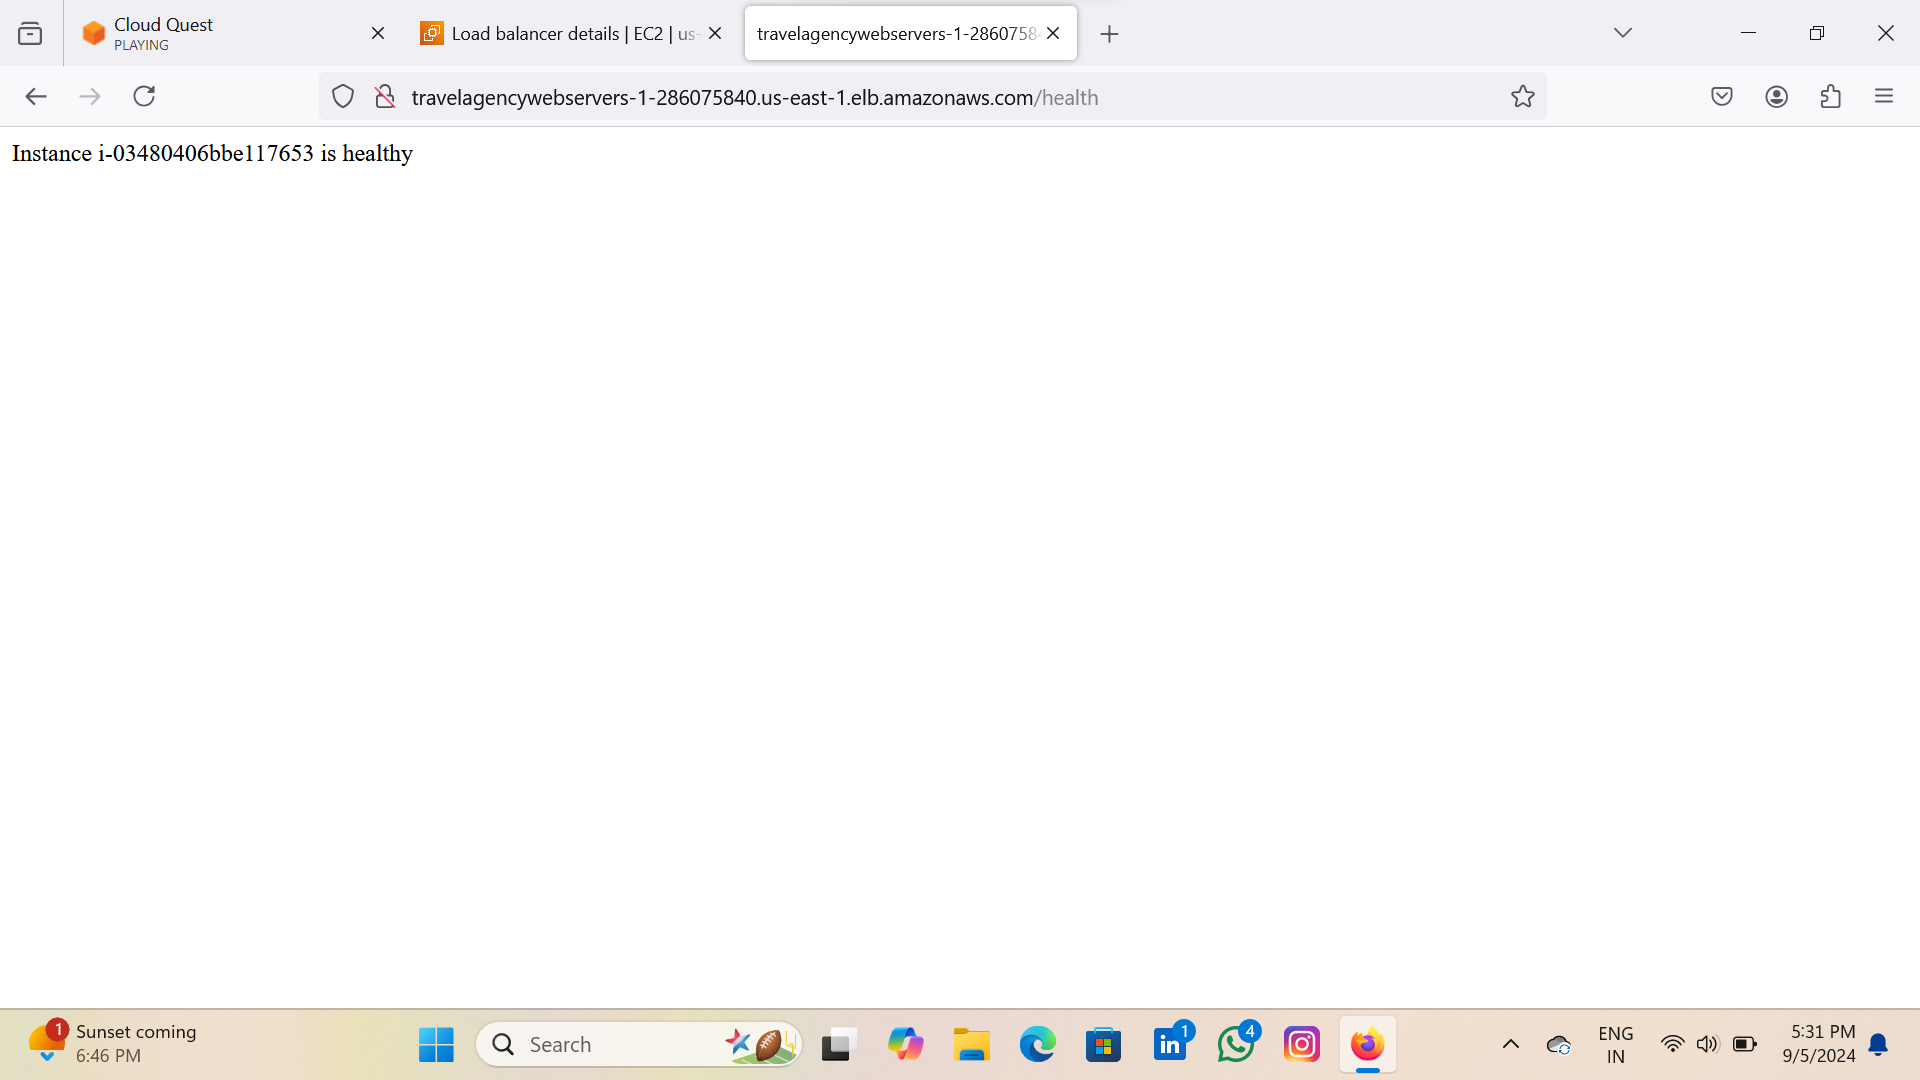 Cloud Quest
PLAYING
Load balancer details | EC2 | us-
travelagencywebservers-1-28607584
travelagencywebservers-1-286075840.us-east-1.elb.amazonaws.com/health
Instance i-03480406bbe117653 is healthy
1
Sunset coming
6:46 PM
Search
in
1
4
ENG
IN
5:31 PM
9/5/2024